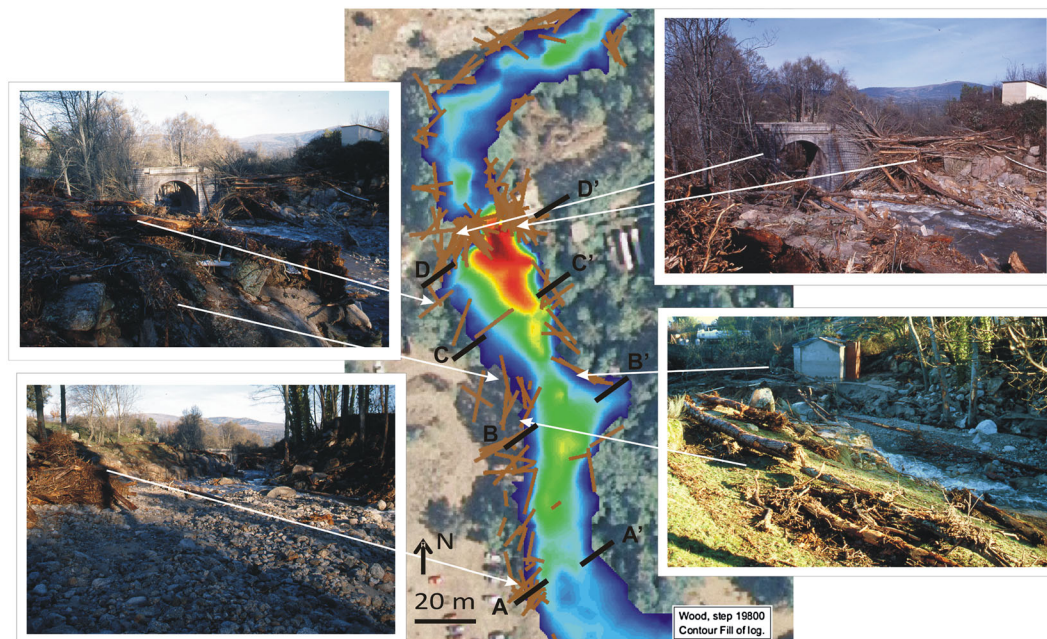 D'
D
C'
C
B'
B
A'
N
A
20 m
Wood, step 19800
Contour Fill of log.